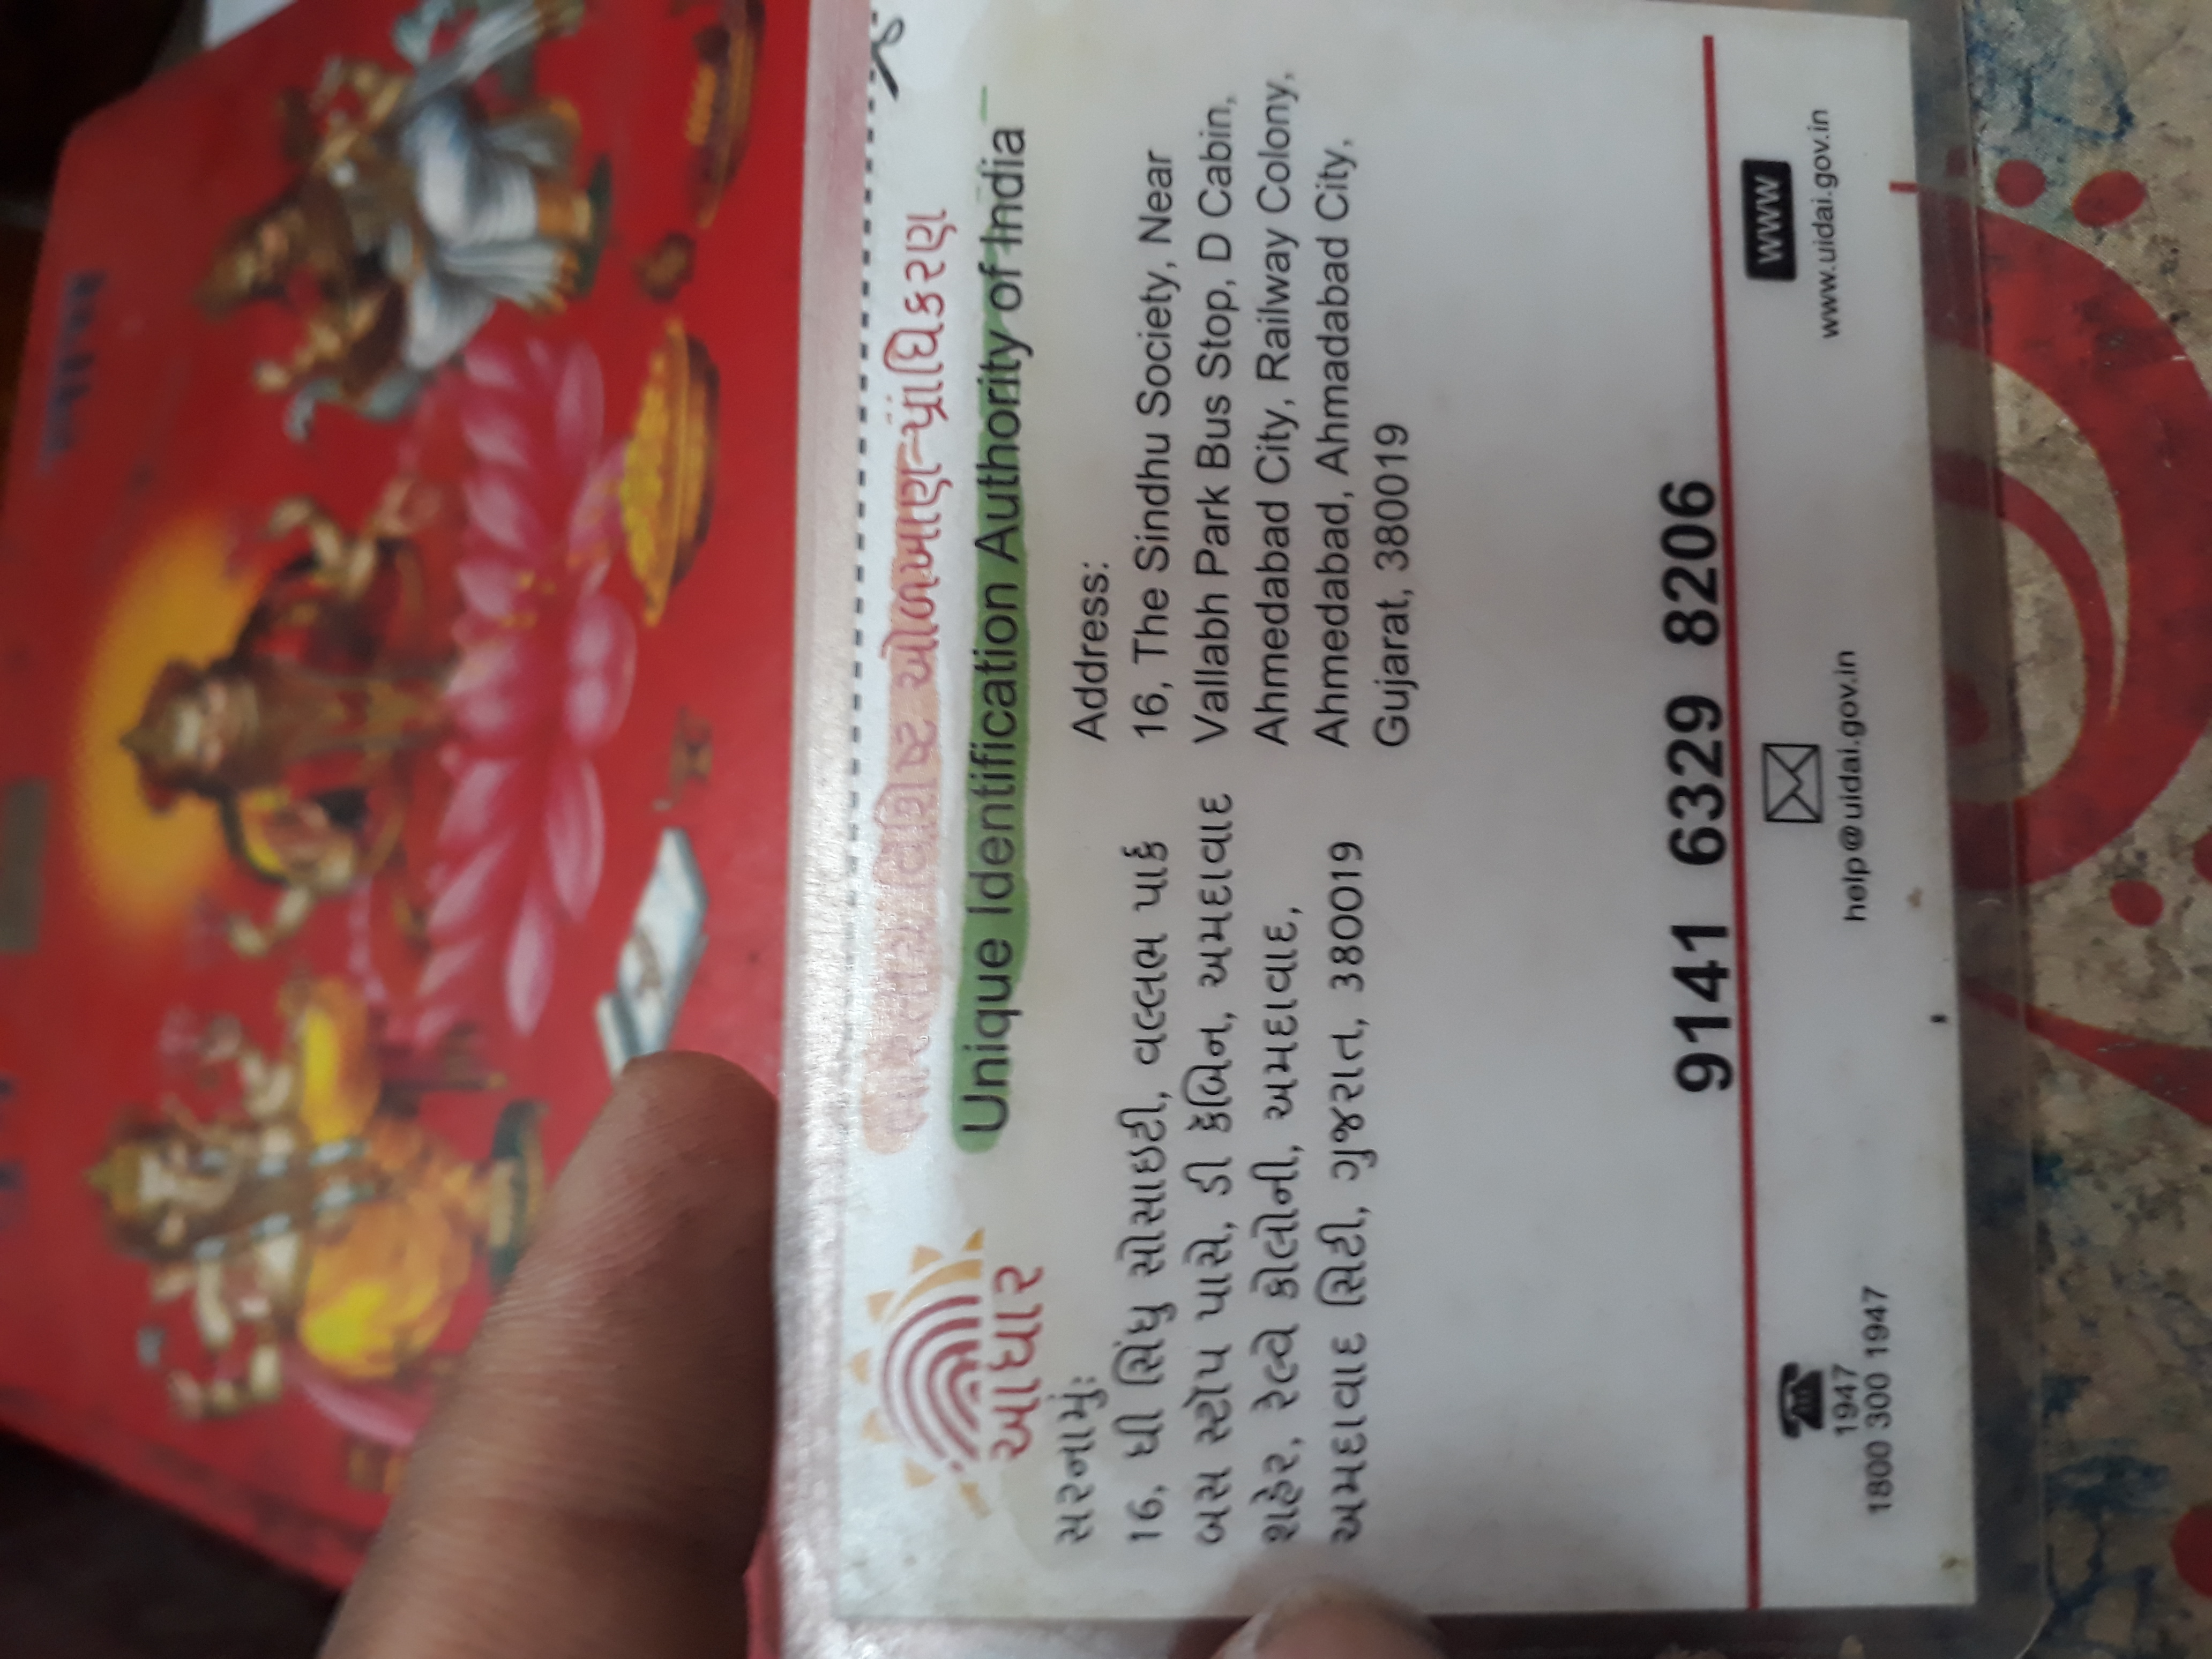 આધાર
ભારતીય વિશિષ્ટ ઓળખાણ પ્રાધિકરણ
Unique Identification Authority of India
સરનામું:
16, ધી સિંધુ સોસાઇટી, વલ્લભ પાર્ક
બસ સ્ટૉપ પાસે, ડી કૅબિન, અમદાવાદ
શહેર, રેલ્વે કોલોની, અમદાવાદ,
અમદાવાદ સિટી, ગુજરાત, 380019
Address:
16, The Sindhu Society, Near
Vallabh Park Bus Stop, D Cabin,
Ahmedabad City, Railway Colony,
Ahmedabad, Ahmadabad City,
Gujarat, 380019
9141 6329 8206
1947
1800 300 1947
help@uidai.gov.in
www
www.uidai.gov.in